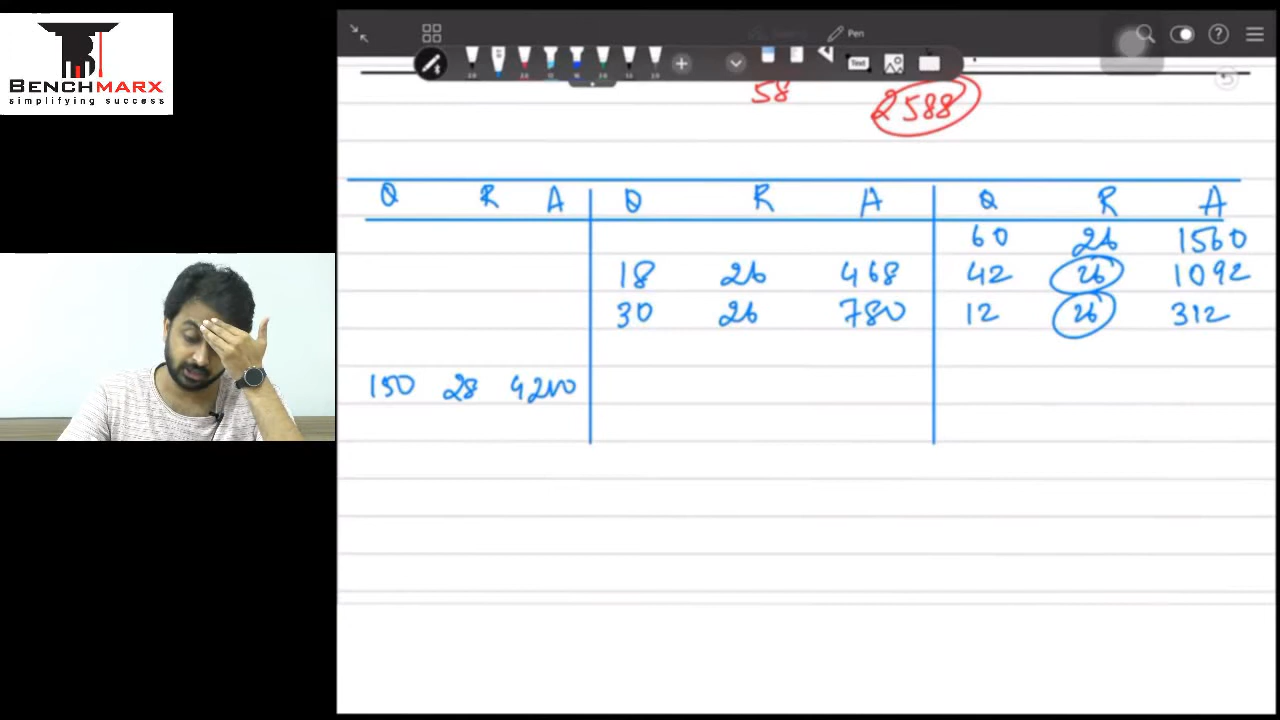 BENCHMARX
simplifying success
Pen
Text
58 2588
Q R A Q R A Q R A
60 26 1560
18 26 468 42 26 1092
30 26 780 12 26 312
150 28 4200